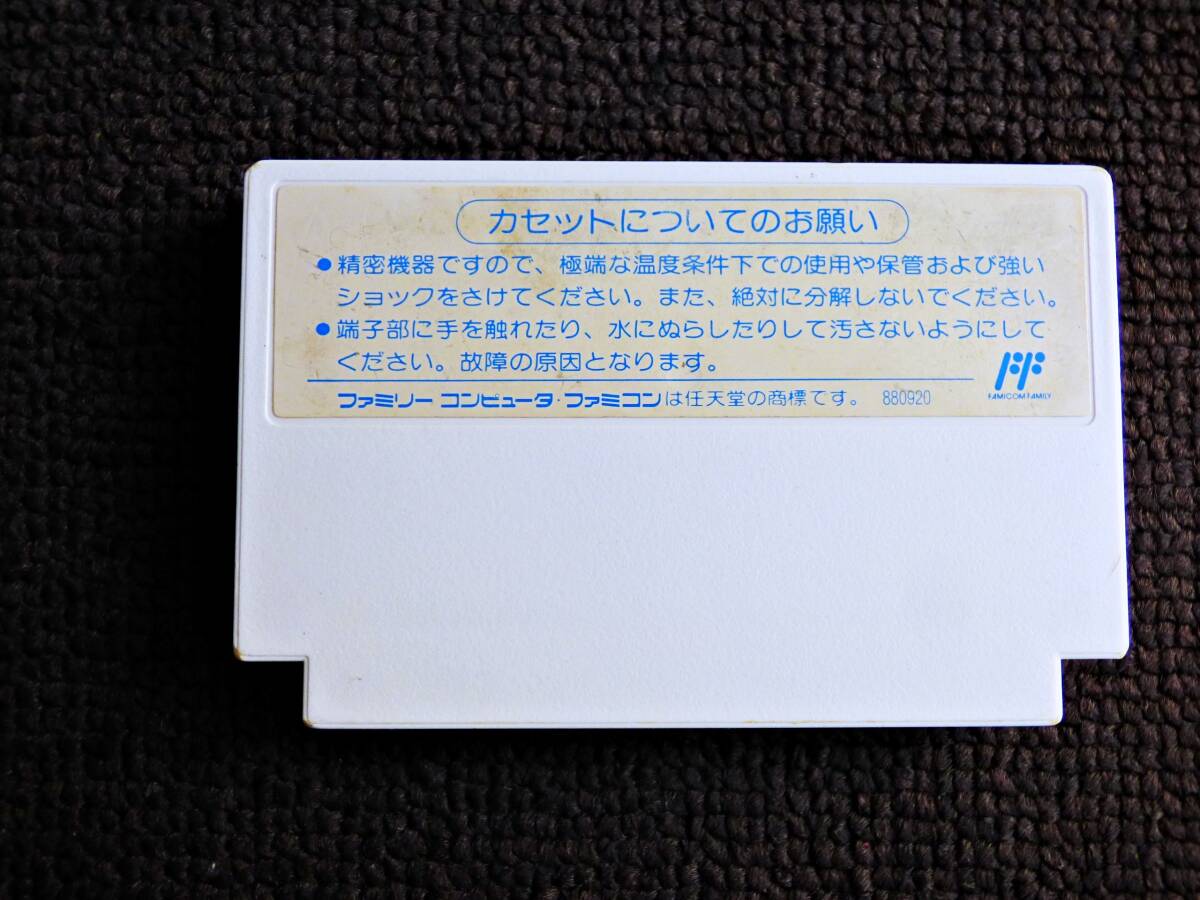 カセットについてのお願い
●精密機器ですので、極端な温度条件下での使用や保管および強い
ショックをさけてください。また、絶対に分解しないでください。
●端子部に手を触れたり、水にぬらしたりして汚さないようにして
ください。故障の原因となります。
ファミリーコンピュータ・ファミコンは任天堂の商標です。 880920
FF
FAMICOM FAMILY